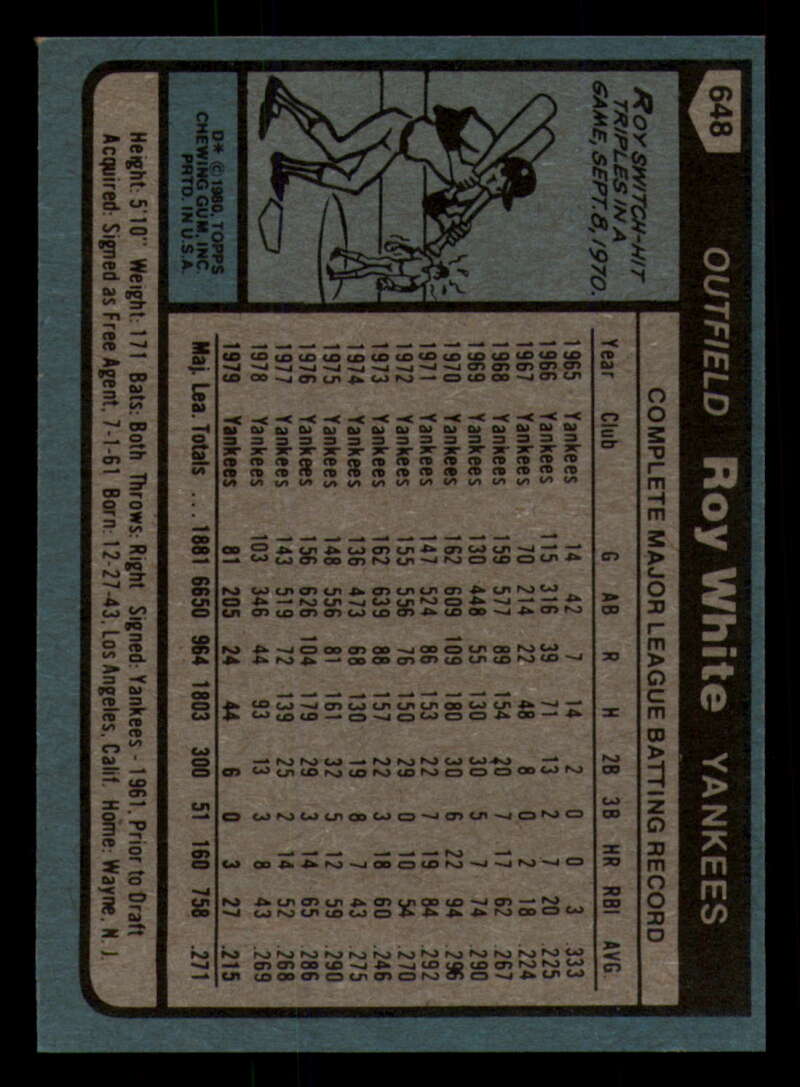 648 OUTFIELD Roy White YANKEES
ROY SWITCH-HIT
TRIPLES IN A
GAME, SEPT. 8, 1970.
D* © 1980, TOPPS
CHEWING GUM, INC.
PRTD. IN U.S.A.
COMPLETE MAJOR LEAGUE BATTING RECORD
Year Club G AB R H 2B 3B HR RBI AVG.
1965 Yankees 14 42 7 14 2 0 0 3 .333
1966 Yankees 115 316 39 71 13 2 7 20 .225
1967 Yankees 70 214 22 48 8 0 2 18 .224
1968 Yankees 159 577 89 154 20 7 17 62 .267
1969 Yankees 130 448 55 130 30 5 7 74 .290
1970 Yankees 162 609 109 180 30 6 22 94 .296
1971 Yankees 147 524 86 153 22 7 19 84 .292
1972 Yankees 155 556 76 150 29 0 10 54 .270
1973 Yankees 162 639 88 157 22 3 18 60 .246
1974 Yankees 136 473 68 130 19 8 7 43 .275
1975 Yankees 148 556 81 161 32 5 12 59 .290
1976 Yankees 156 626 104 179 29 3 14 65 .286
1977 Yankees 143 519 72 139 25 2 14 52 .268
1978 Yankees 103 346 44 93 13 3 8 43 .269
1979 Yankees 81 205 24 44 6 0 3 27 .215
Maj. Lea. Totals ... 1881 6650 964 1803 300 51 160 758 .271
Height: 5'10" Weight: 171 Bats: Both Throws: Right Signed: Yankees - 1961, Prior to Draft
Acquired: Signed as Free Agent, 7-1-61 Born: 12-27-43, Los Angeles, Calif. Home: Wayne, N. J.